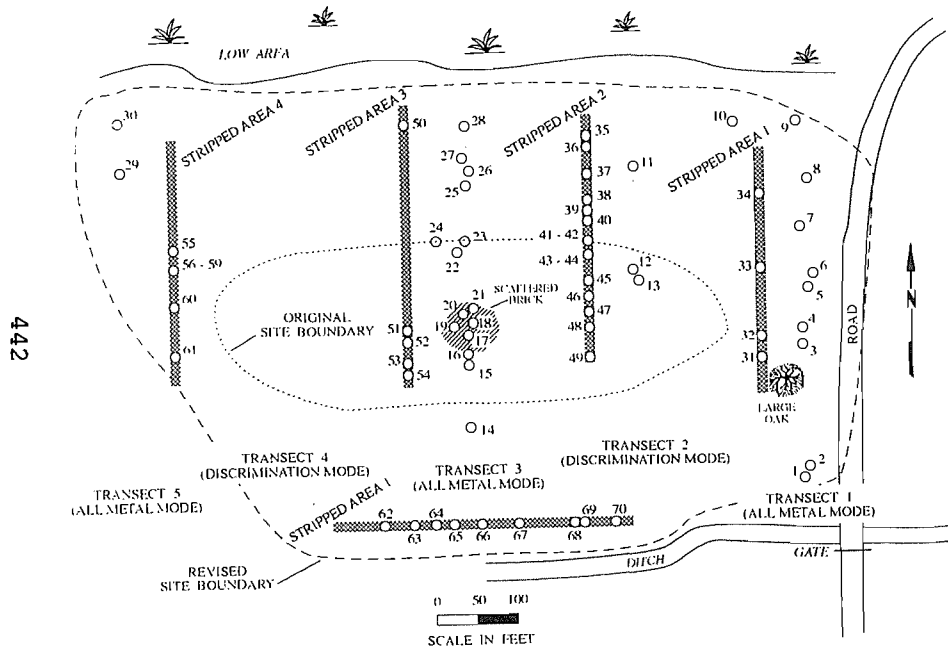 LOW AREA
30
29
STRIPPED AREA 4
55
56 - 59
60
61
STRIPPED AREA 3
50
28
27
26
25
24
23
22
51
52
53
54
STRIPPED AREA 2
35
36
37
38
39
40
41 - 42
43 - 44
45
46
47
48
49
11
12
13
10
9
STRIPPED AREA 1
34
33
32
31
8
7
6
5
4
3
2
1
21
20
19
18
17
16
15
14
SCATTERED
BRICK
ORIGINAL
SITE BOUNDARY
LARGE
OAK
ROAD
N
442
TRANSECT 5
(ALL METAL MODE)
TRANSECT 4
(DISCRIMINATION MODE)
TRANSECT 3
(ALL METAL MODE)
TRANSECT 2
(DISCRIMINATION MODE)
TRANSECT 1
(ALL METAL MODE)
STRIPPED AREA 1
62
63
64
65
66
67
68
69
70
GATE
DITCH
REVISED
SITE BOUNDARY
0 50 100
SCALE IN FEET